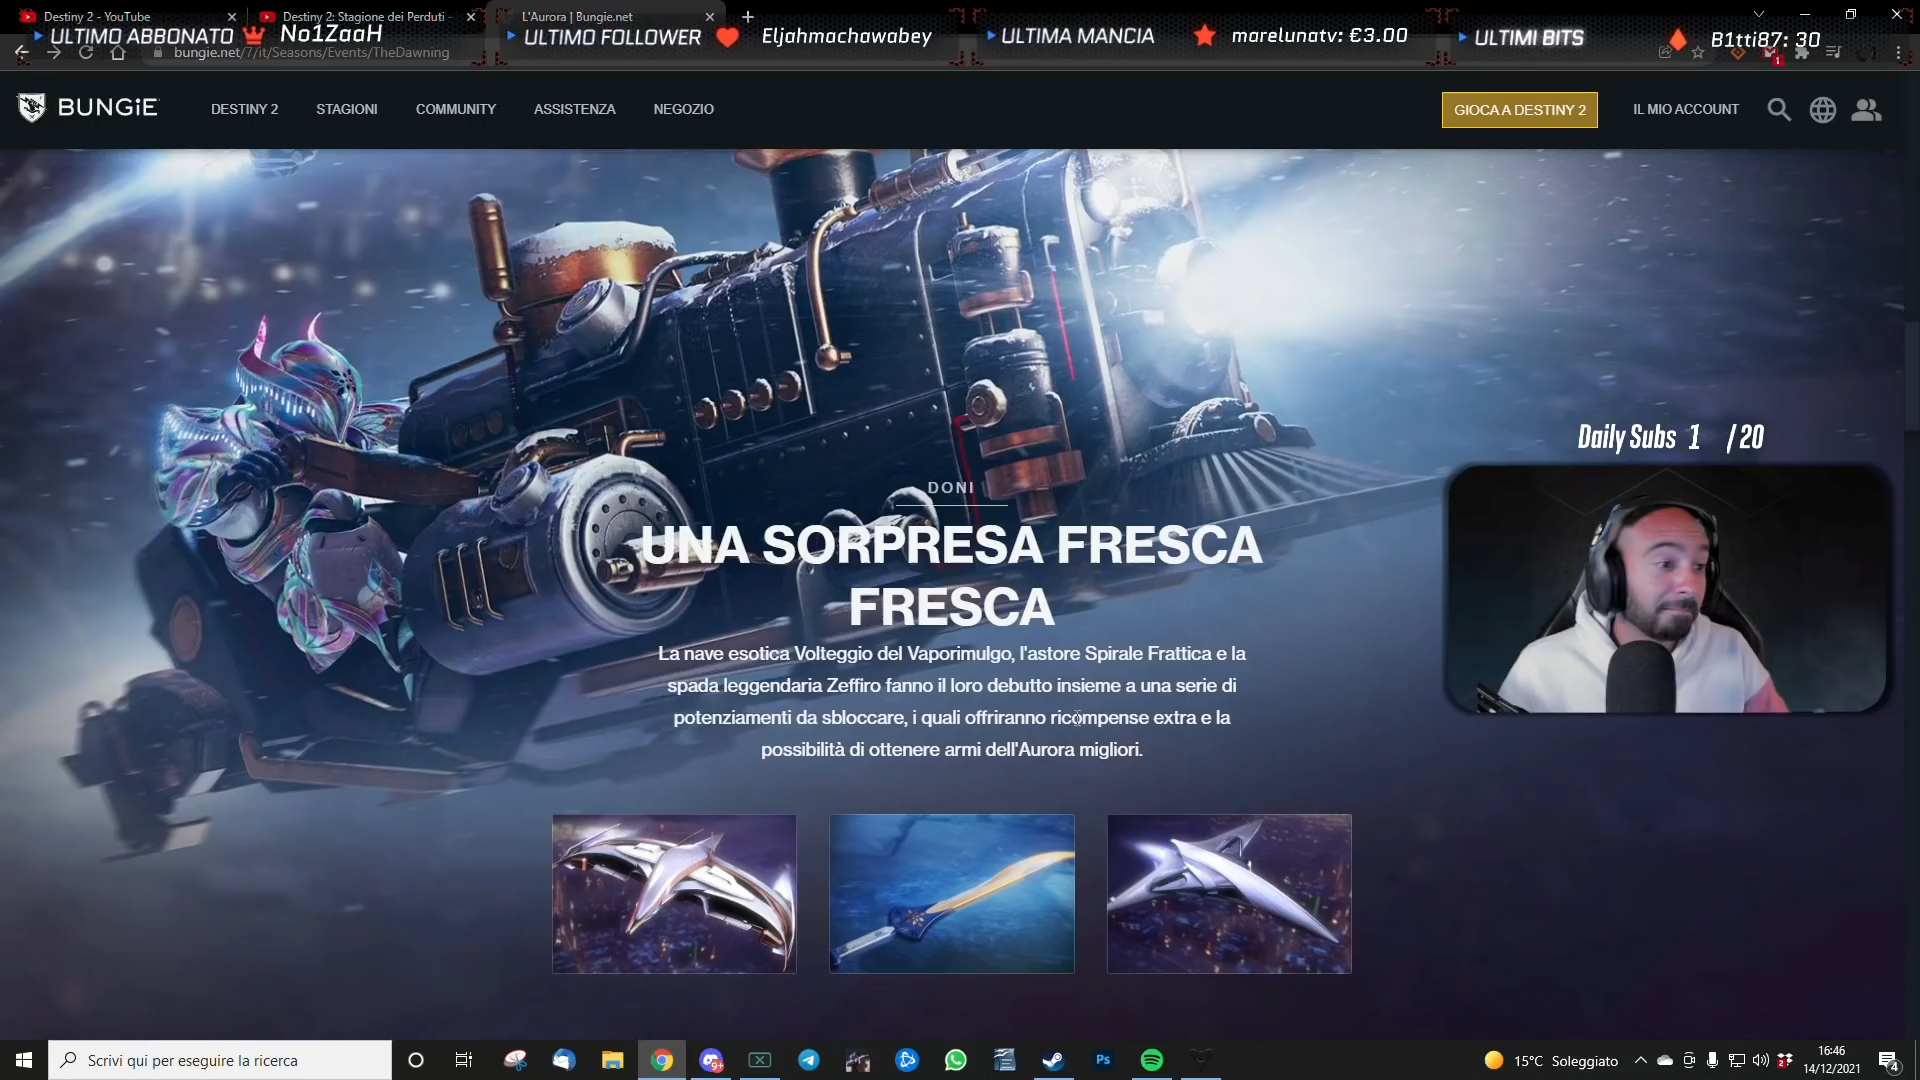 Destiny 2 - YouTube
Destiny 2: Stagione dei Perduti -
L'Aurora | Bungie.net
ULTIMO ABBONATO
No1ZaaH
ULTIMO FOLLOWER
Eljahmachawabey
ULTIMA MANCIA
marelunatv: €3.00
ULTIMI BITS
B1tti87: 30
bungie.net/7/it/Seasons/Events/TheDawning
1
BUNGiE
DESTINY 2
STAGIONI
COMMUNITY
ASSISTENZA
NEGOZIO
GIOCA A DESTINY 2
IL MIO ACCOUNT
Daily Subs 1 /20
DONI
UNA SORPRESA FRESCA
FRESCA
La nave esotica Volteggio del Vaporimulgo, l'astore Spirale Frattica e la
spada leggendaria Zeffiro fanno il loro debutto insieme a una serie di
potenziamenti da sbloccare, i quali offriranno ricompense extra e la
possibilità di ottenere armi dell'Aurora migliori.
Scrivi qui per eseguire la ricerca
9+
Ps
15°C Soleggiato
2
16:46
14/12/2021
4